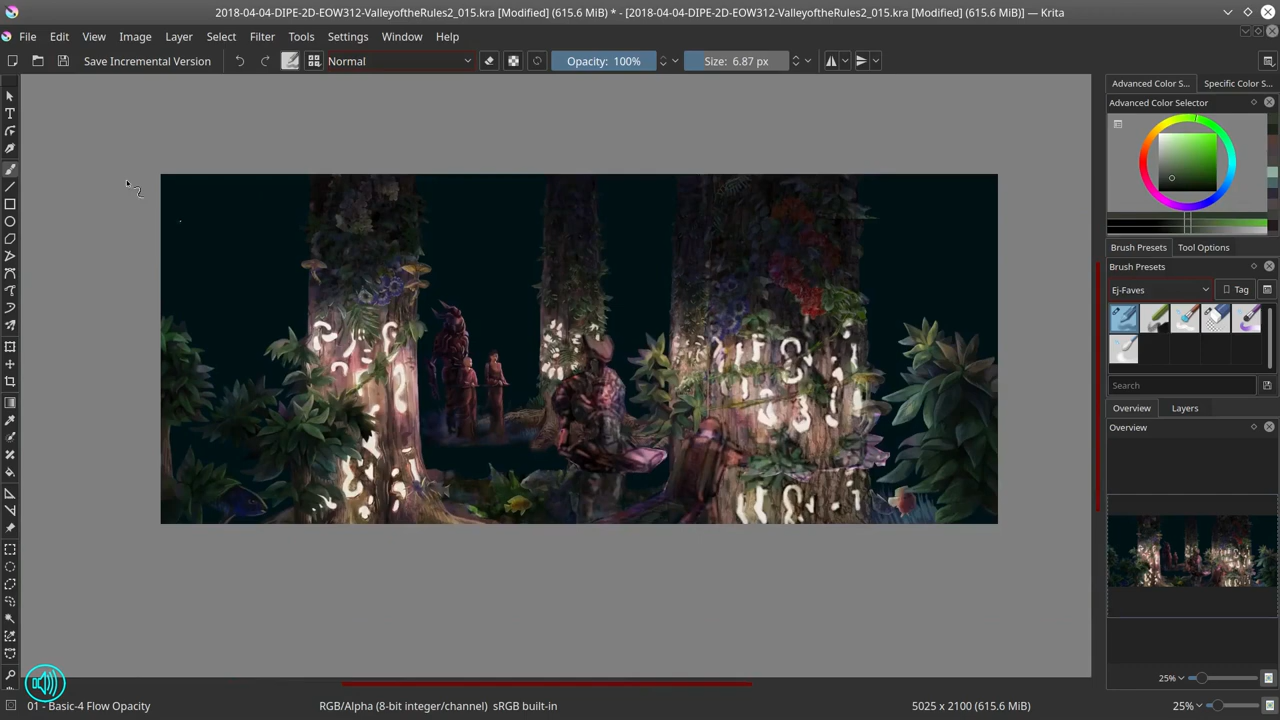 2018-04-04-DIPE-2D-EOW312-ValleyoftheRules2_015.kra [Modified] (615.6 MiB) * - [2018-04-04-DIPE-2D-EOW312-ValleyoftheRules2_015.kra [Modified] (615.6 MiB)] — Krita
File Edit View Image Layer Select Filter Tools Settings Window Help
Save Incremental Version Normal Opacity: 100% Size: 6.87 px
Advanced Color S... Specific Color S...
Advanced Color Selector
Brush Presets Tool Options
Brush Presets
Ej-Faves Tag
Search
Overview Layers
Overview
25%
01 - Basic-4 Flow Opacity RGB/Alpha (8-bit integer/channel) sRGB built-in 5025 x 2100 (615.6 MiB) 25%